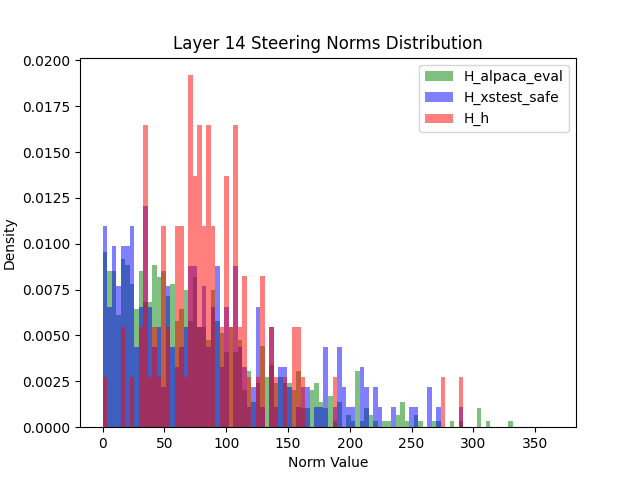 Layer 14 Steering Norms Distribution
H_alpaca_eval
H_xstest_safe
H_h
Density
0.0200
0.0175
0.0150
0.0125
0.0100
0.0075
0.0050
0.0025
0.0000
0 50 100 150 200 250 300 350
Norm Value